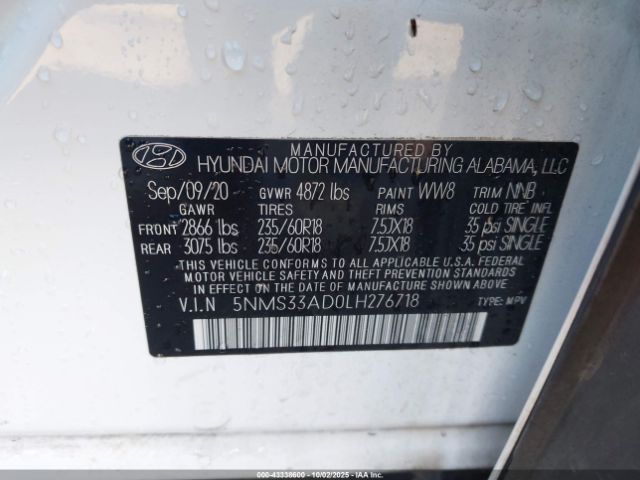 MANUFACTURED BY
HYUNDAI MOTOR MANUFACTURING ALABAMA, LLC
Sep/09/20 GVWR 4872 lbs PAINT WW8 TRIM NNB
GAWR TIRES RIMS COLD TIRE INFL
FRONT 2866 lbs 235/60R18 7.5JX18 35 psi SINGLE
REAR 3075 lbs 235/60R18 7.5JX18 35 psi SINGLE
THIS VEHICLE CONFORMS TO ALL APPLICABLE U.S.A. FEDERAL
MOTOR VEHICLE SAFETY AND THEFT PREVENTION STANDARDS
IN EFFECT ON THE DATE OF MANUFACTURE SHOWN ABOVE
V.I.N 5NMS33AD0LH276718 TYPE: MPV
000-43338600 - 10/02/2025 - IAAI.com